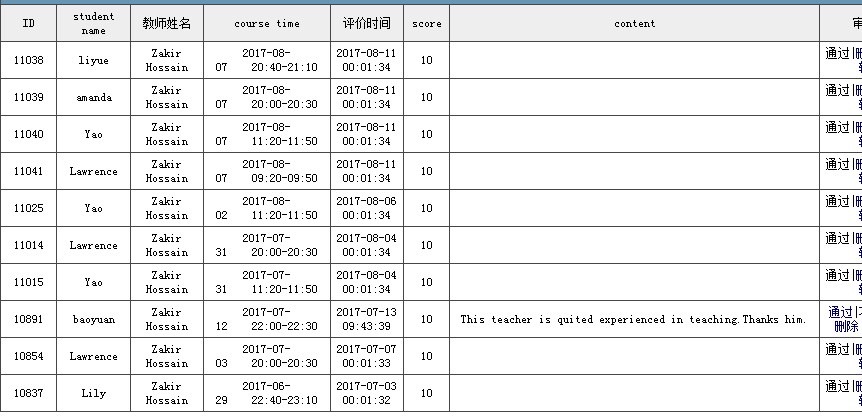 ID student name 教师姓名 course time 评价时间 score content
11038 liyue Zakir Hossain 2017-08-07 20:40-21:10 2017-08-11 00:01:34 10 通过|
11039 amanda Zakir Hossain 2017-08-07 20:00-20:30 2017-08-11 00:01:34 10 通过|
11040 Yao Zakir Hossain 2017-08-07 11:20-11:50 2017-08-11 00:01:34 10 通过|
11041 Lawrence Zakir Hossain 2017-08-07 09:20-09:50 2017-08-11 00:01:34 10 通过|
11025 Yao Zakir Hossain 2017-08-02 11:20-11:50 2017-08-06 00:01:34 10 通过|
11014 Lawrence Zakir Hossain 2017-07-31 20:00-20:30 2017-08-04 00:01:34 10 通过|
11015 Yao Zakir Hossain 2017-07-31 11:20-11:50 2017-08-04 00:01:34 10 通过|
10891 baoyuan Zakir Hossain 2017-07-12 22:00-22:30 2017-07-13 09:43:39 10 This teacher is quited experienced in teaching.Thanks him. 通过| 删除
10854 Lawrence Zakir Hossain 2017-07-03 20:00-20:30 2017-07-07 00:01:33 10 通过|
10837 Lily Zakir Hossain 2017-06-29 22:40-23:10 2017-07-03 00:01:32 10 通过|